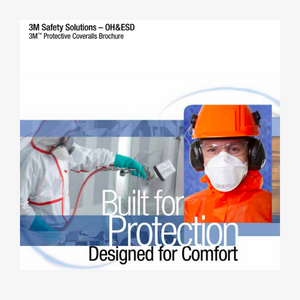 3M Safety Solutions – OH&ESD
3M™ Protective Coveralls Brochure
Built for
Protection
Designed for Comfort